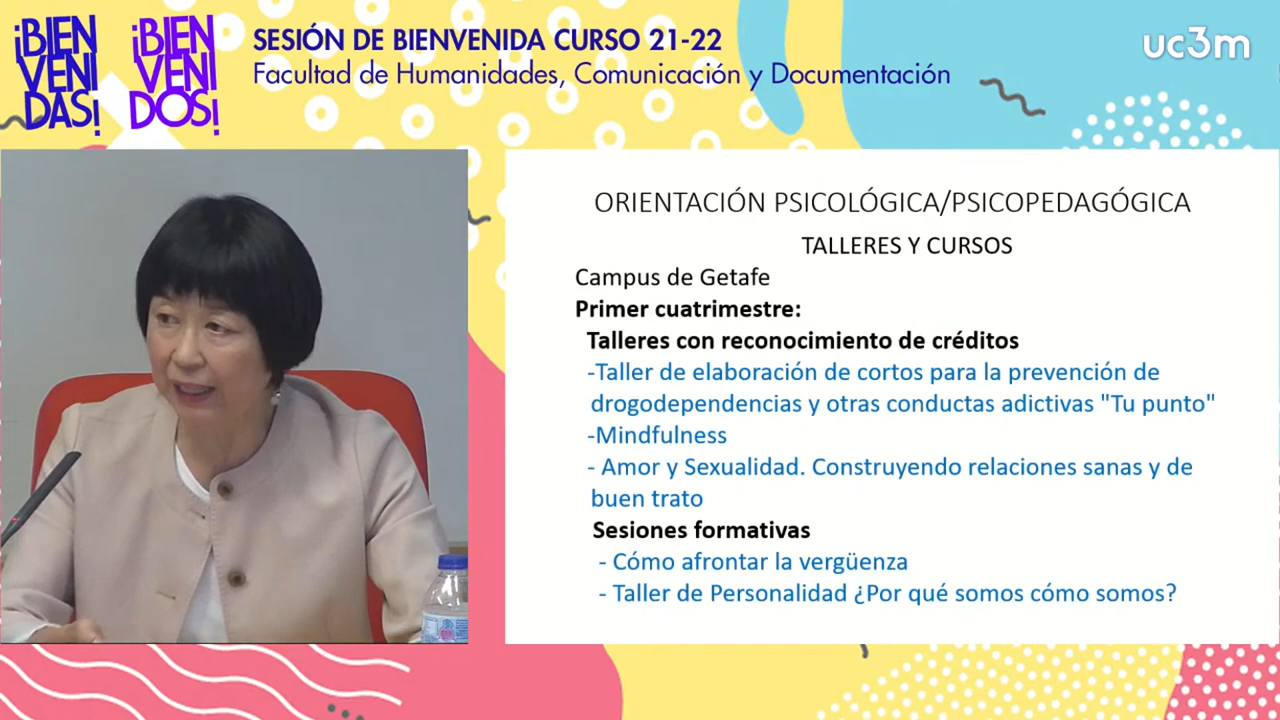 ¡BIEN
VENI
DAS!
¡BIEN
VENI
DOS!
SESIÓN DE BIENVENIDA CURSO 21-22
Facultad de Humanidades, Comunicación y Documentación
uc3m
ORIENTACIÓN PSICOLÓGICA/PSICOPEDAGÓGICA
TALLERES Y CURSOS
Campus de Getafe
Primer cuatrimestre:
Talleres con reconocimiento de créditos
-Taller de elaboración de cortos para la prevención de
drogodependencias y otras conductas adictivas "Tu punto"
-Mindfulness
- Amor y Sexualidad. Construyendo relaciones sanas y de
buen trato
Sesiones formativas
- Cómo afrontar la vergüenza
- Taller de Personalidad ¿Por qué somos cómo somos?